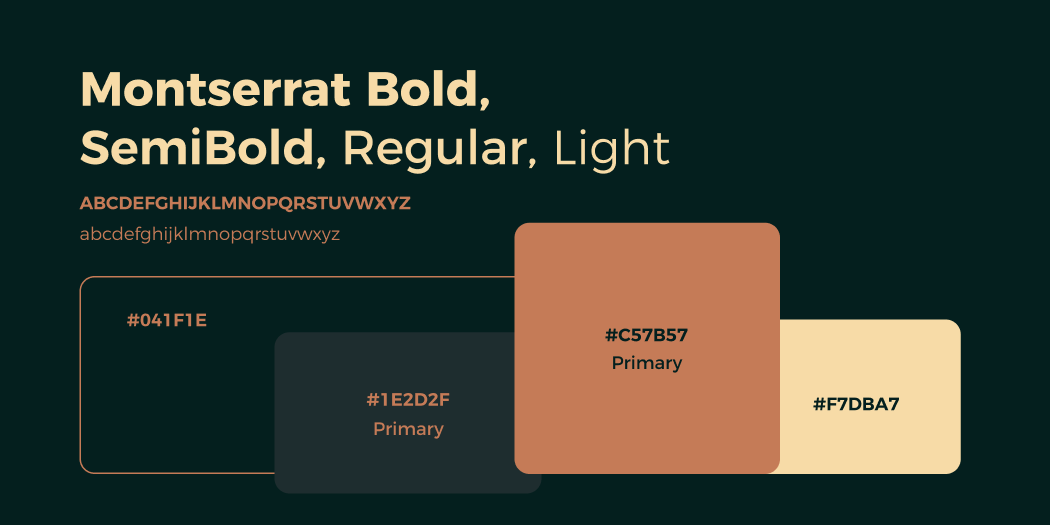 Montserrat Bold,
SemiBold, Regular, Light
ABCDEFGHIJKLMNOPQRSTUVWXYZ
abcdefghijklmnopqrstuvwxyz
#041F1E
#1E2D2F
Primary
#C57B57
Primary
#F7DBA7